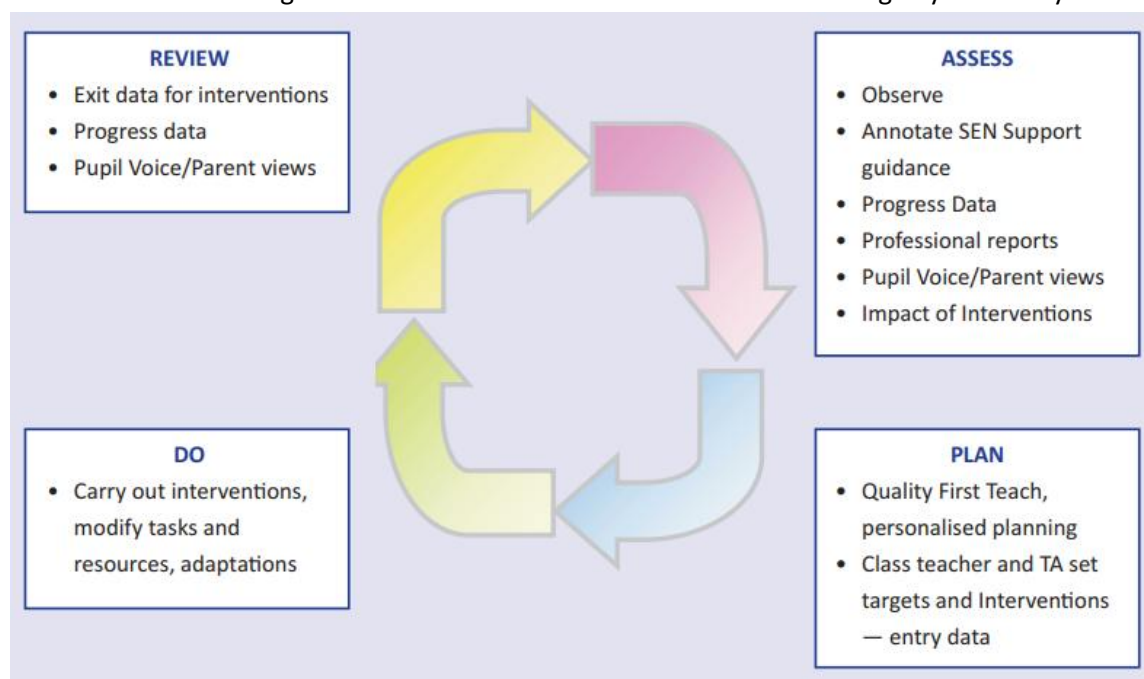 REVIEW
• Exit data for interventions
• Progress data
• Pupil Voice/Parent views
ASSESS
• Observe
• Annotate SEN Support
guidance
• Progress Data
• Professional reports
• Pupil Voice/Parent views
• Impact of Interventions
DO
• Carry out interventions,
modify tasks and
resources, adaptations
PLAN
• Quality First Teach,
personalised planning
• Class teacher and TA set
targets and Interventions
— entry data